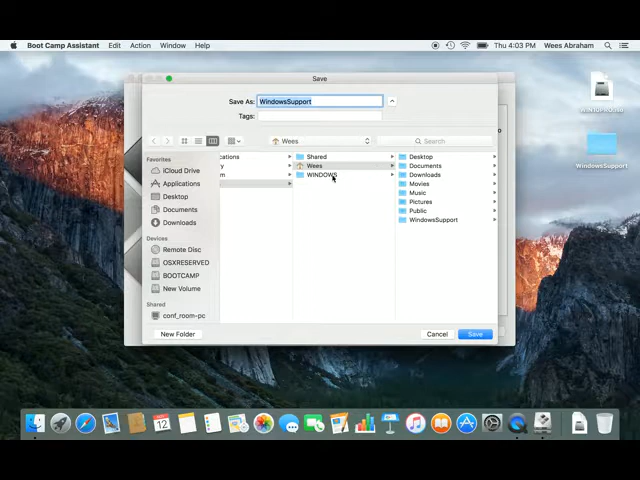 Boot Camp Assistant Edit Action Window Help Thu 4:03 PM Wees Abraham
Save
Save As: WindowsSupport
Tags:
Wees
Search
Favorites
iCloud Drive
Applications
Desktop
Documents
Downloads
Devices
Remote Disc
OSXRESERVED
BOOTCAMP
New Volume
Shared
conf_room-pc
Shared
Wees
WINDOWS
Desktop
Documents
Downloads
Movies
Music
Pictures
Public
WindowsSupport
New Folder
Cancel
Save
WindowsSupport
12